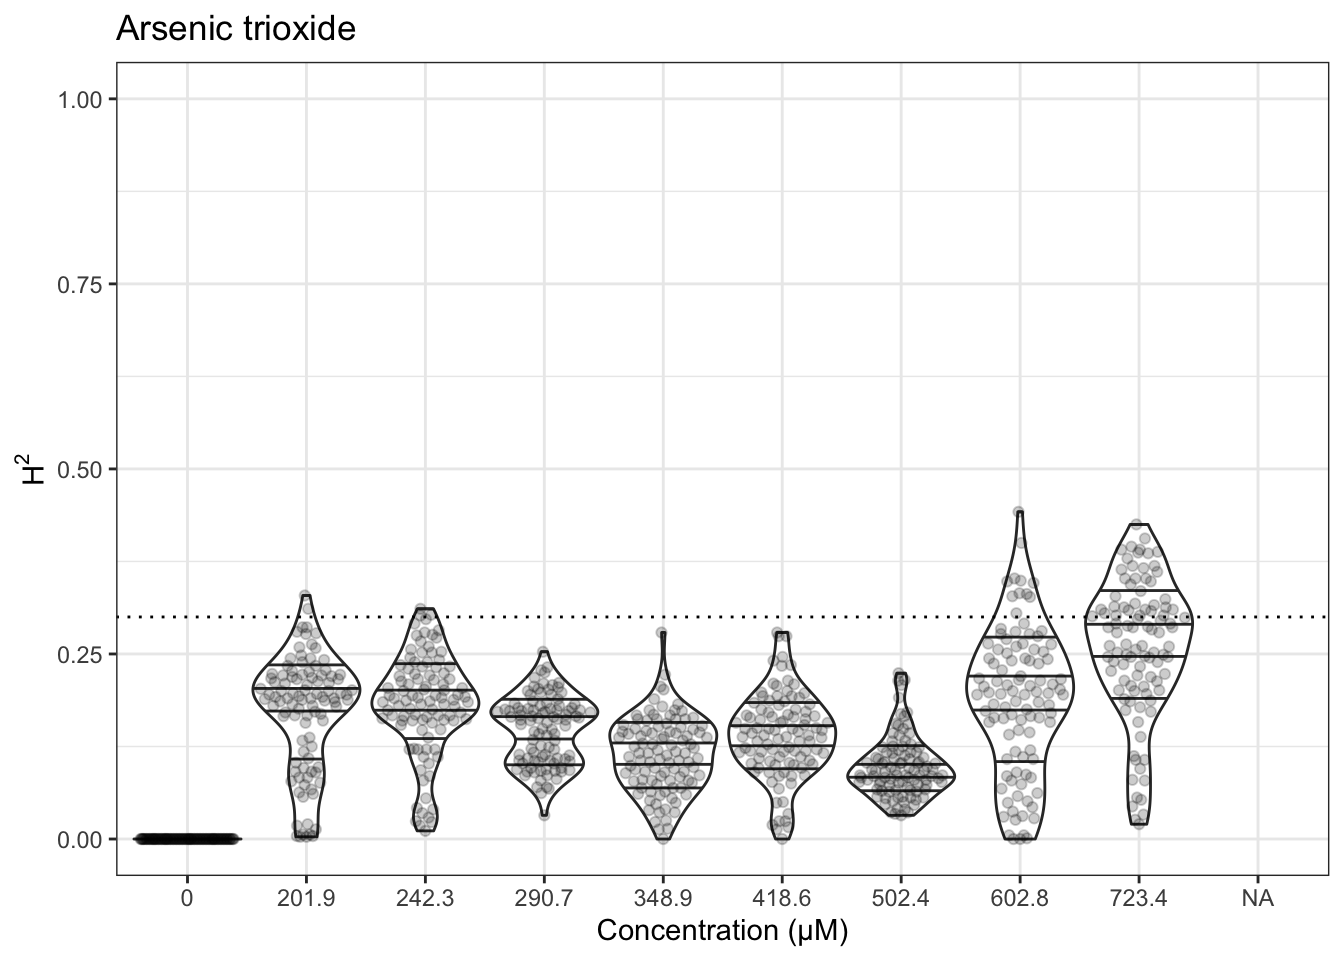 Arsenic trioxide
H²
1.00
0.75
0.50
0.25
0.00
0 201.9 242.3 290.7 348.9 418.6 502.4 602.8 723.4 NA
Concentration (µM)